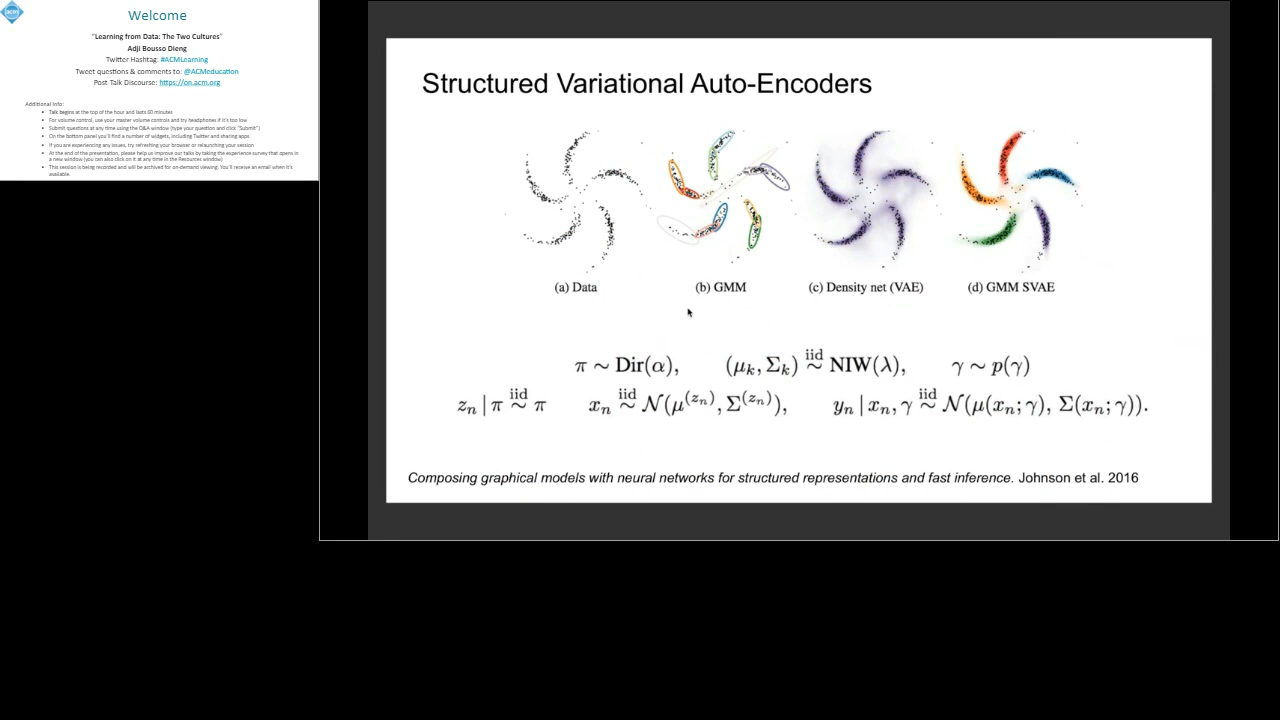 Welcome
"Learning from Data: The Two Cultures"
Adji Bousso Dieng
Twitter Hashtag: #ACMLearning
Tweet questions & comments to: @ACMeducation
Post-Talk Discourse: https://on.acm.org
Additional Info:
• Talk begins at the top of the hour and lasts 60 minutes
• For volume control, use your master volume controls and try headphones if it's too low
• Submit questions at any time using the Q&A window (type your question and click "Submit")
• On the bottom panel you'll find a number of widgets, including Twitter and sharing apps
• If you are experiencing any issues, try refreshing your browser or relaunching your session
• At the end of the presentation, please help us improve our talks by taking the experience survey that opens in
a new window (you can also click on it at any time in the Resources window)
• This session is being recorded and will be archived for on-demand viewing. You'll receive an email when it's
available.
Structured Variational Auto-Encoders
(a) Data (b) GMM (c) Density net (VAE) (d) GMM SVAE
π ∼ Dir(α), (μ_k, Σ_k) iid∼ NIW(λ), γ ∼ p(γ)
z_n | π iid∼ π x_n iid∼ 𝒩(μ^(z_n), Σ^(z_n)), y_n | x_n, γ iid∼ 𝒩(μ(x_n; γ), Σ(x_n; γ)).
Composing graphical models with neural networks for structured representations and fast inference. Johnson et al. 2016